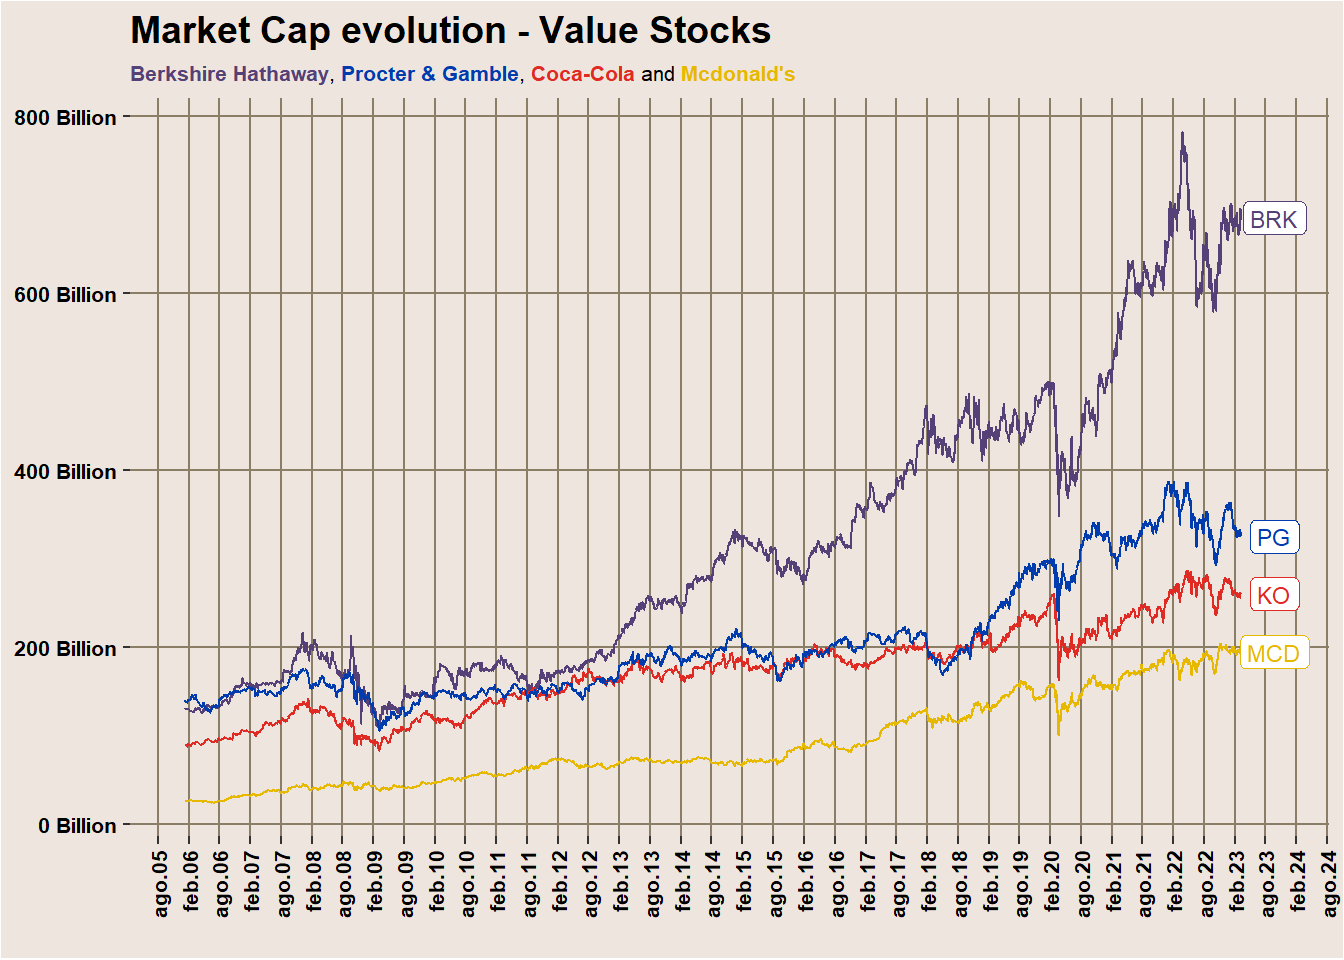 Market Cap evolution - Value Stocks
Berkshire Hathaway, Procter & Gamble, Coca-Cola and Mcdonald's
800 Billion
600 Billion
400 Billion
200 Billion
0 Billion
BRK
PG
KO
MCD
ago.05
feb.06
ago.06
feb.07
ago.07
feb.08
ago.08
feb.09
ago.09
feb.10
ago.10
feb.11
ago.11
feb.12
ago.12
feb.13
ago.13
feb.14
ago.14
feb.15
ago.15
feb.16
ago.16
feb.17
ago.17
feb.18
ago.18
feb.19
ago.19
feb.20
ago.20
feb.21
ago.21
feb.22
ago.22
feb.23
ago.23
feb.24
ago.24